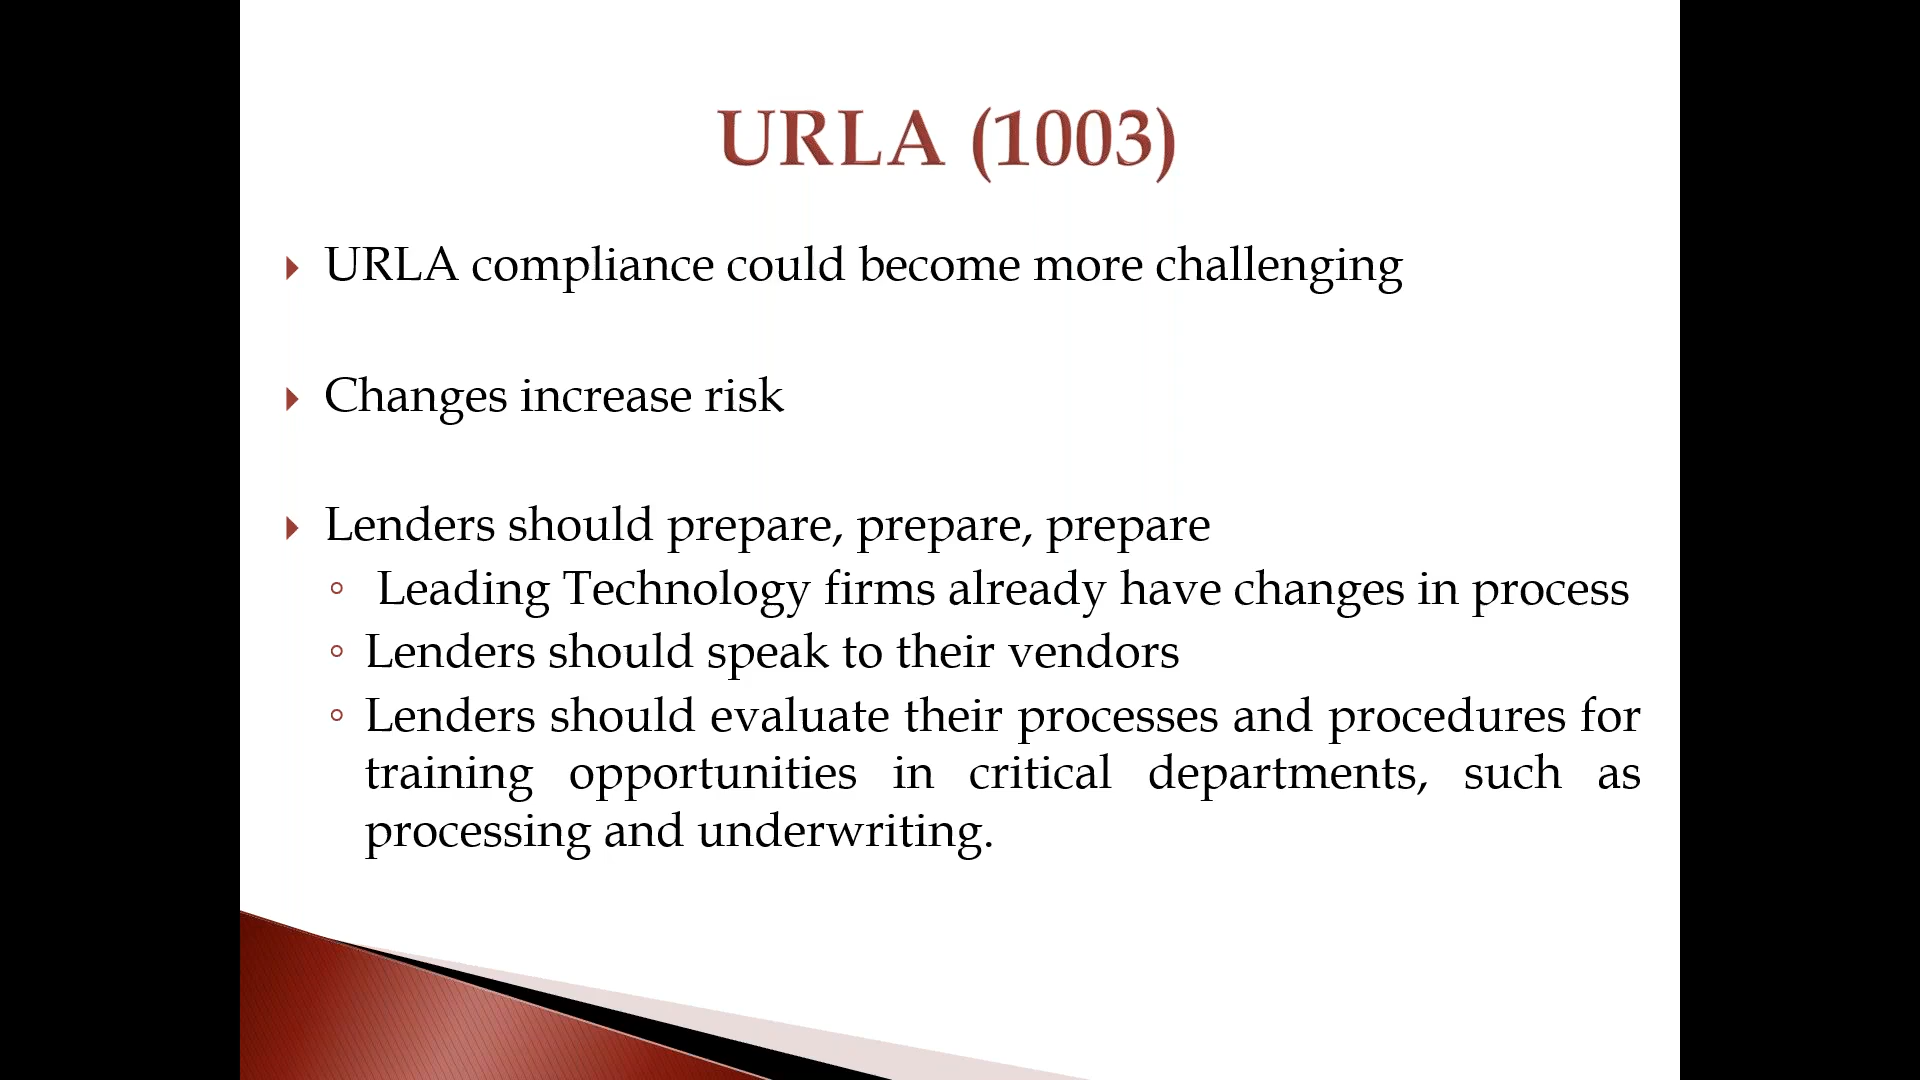 URLA (1003)
URLA compliance could become more challenging
Changes increase risk
Lenders should prepare, prepare, prepare
Leading Technology firms already have changes in process
Lenders should speak to their vendors
Lenders should evaluate their processes and procedures for
training opportunities in critical departments, such as
processing and underwriting.